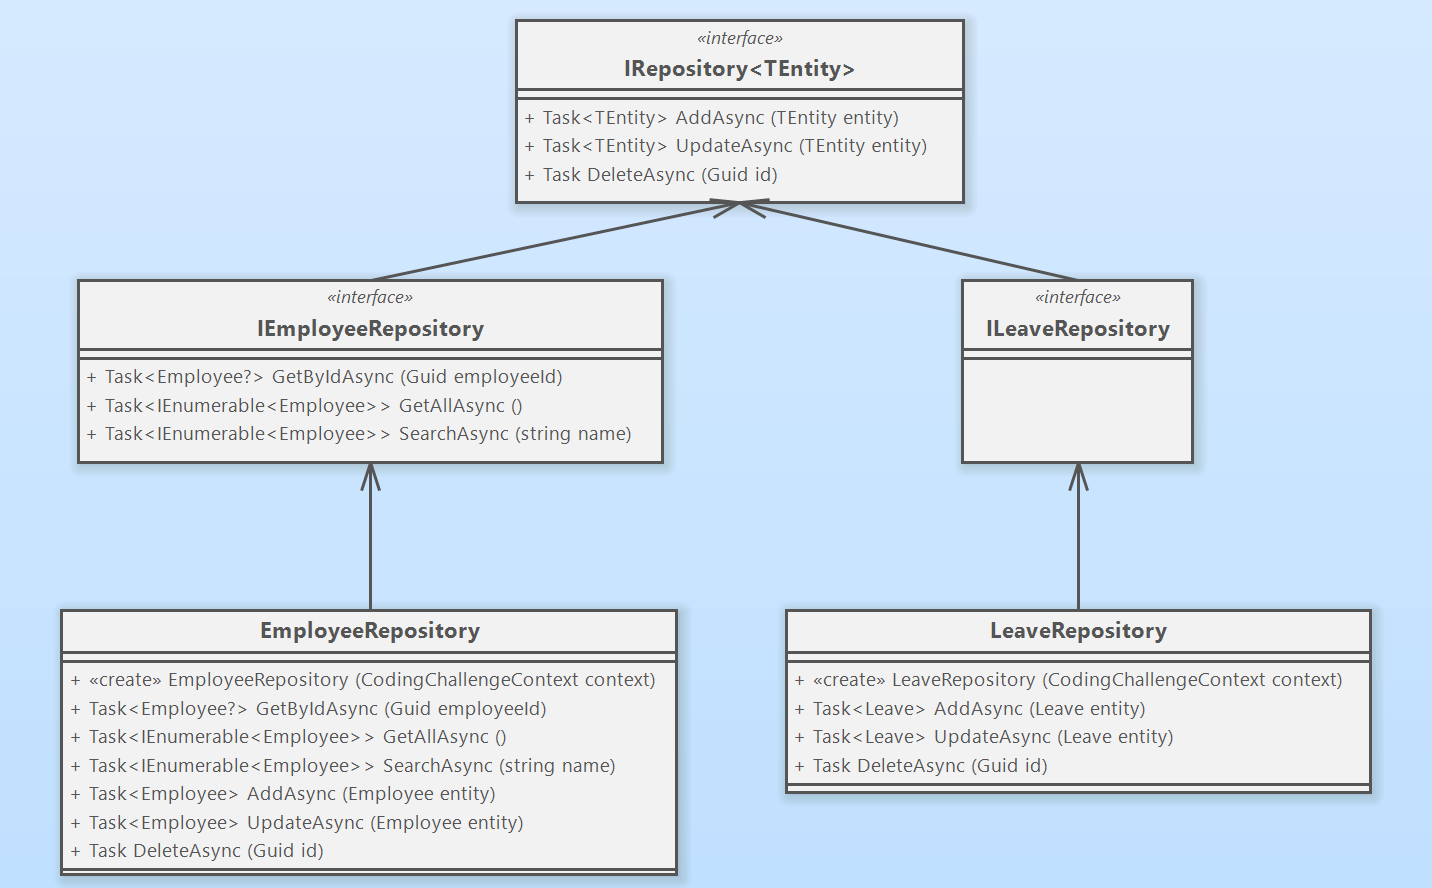 «interface»
IRepository<TEntity>
+ Task<TEntity> AddAsync (TEntity entity)
+ Task<TEntity> UpdateAsync (TEntity entity)
+ Task DeleteAsync (Guid id)
«interface»
IEmployeeRepository
+ Task<Employee?> GetByIdAsync (Guid employeeId)
+ Task<IEnumerable<Employee>> GetAllAsync ()
+ Task<IEnumerable<Employee>> SearchAsync (string name)
«interface»
ILeaveRepository
EmployeeRepository
+ «create» EmployeeRepository (CodingChallengeContext context)
+ Task<Employee?> GetByIdAsync (Guid employeeId)
+ Task<IEnumerable<Employee>> GetAllAsync ()
+ Task<IEnumerable<Employee>> SearchAsync (string name)
+ Task<Employee> AddAsync (Employee entity)
+ Task<Employee> UpdateAsync (Employee entity)
+ Task DeleteAsync (Guid id)
LeaveRepository
+ «create» LeaveRepository (CodingChallengeContext context)
+ Task<Leave> AddAsync (Leave entity)
+ Task<Leave> UpdateAsync (Leave entity)
+ Task DeleteAsync (Guid id)